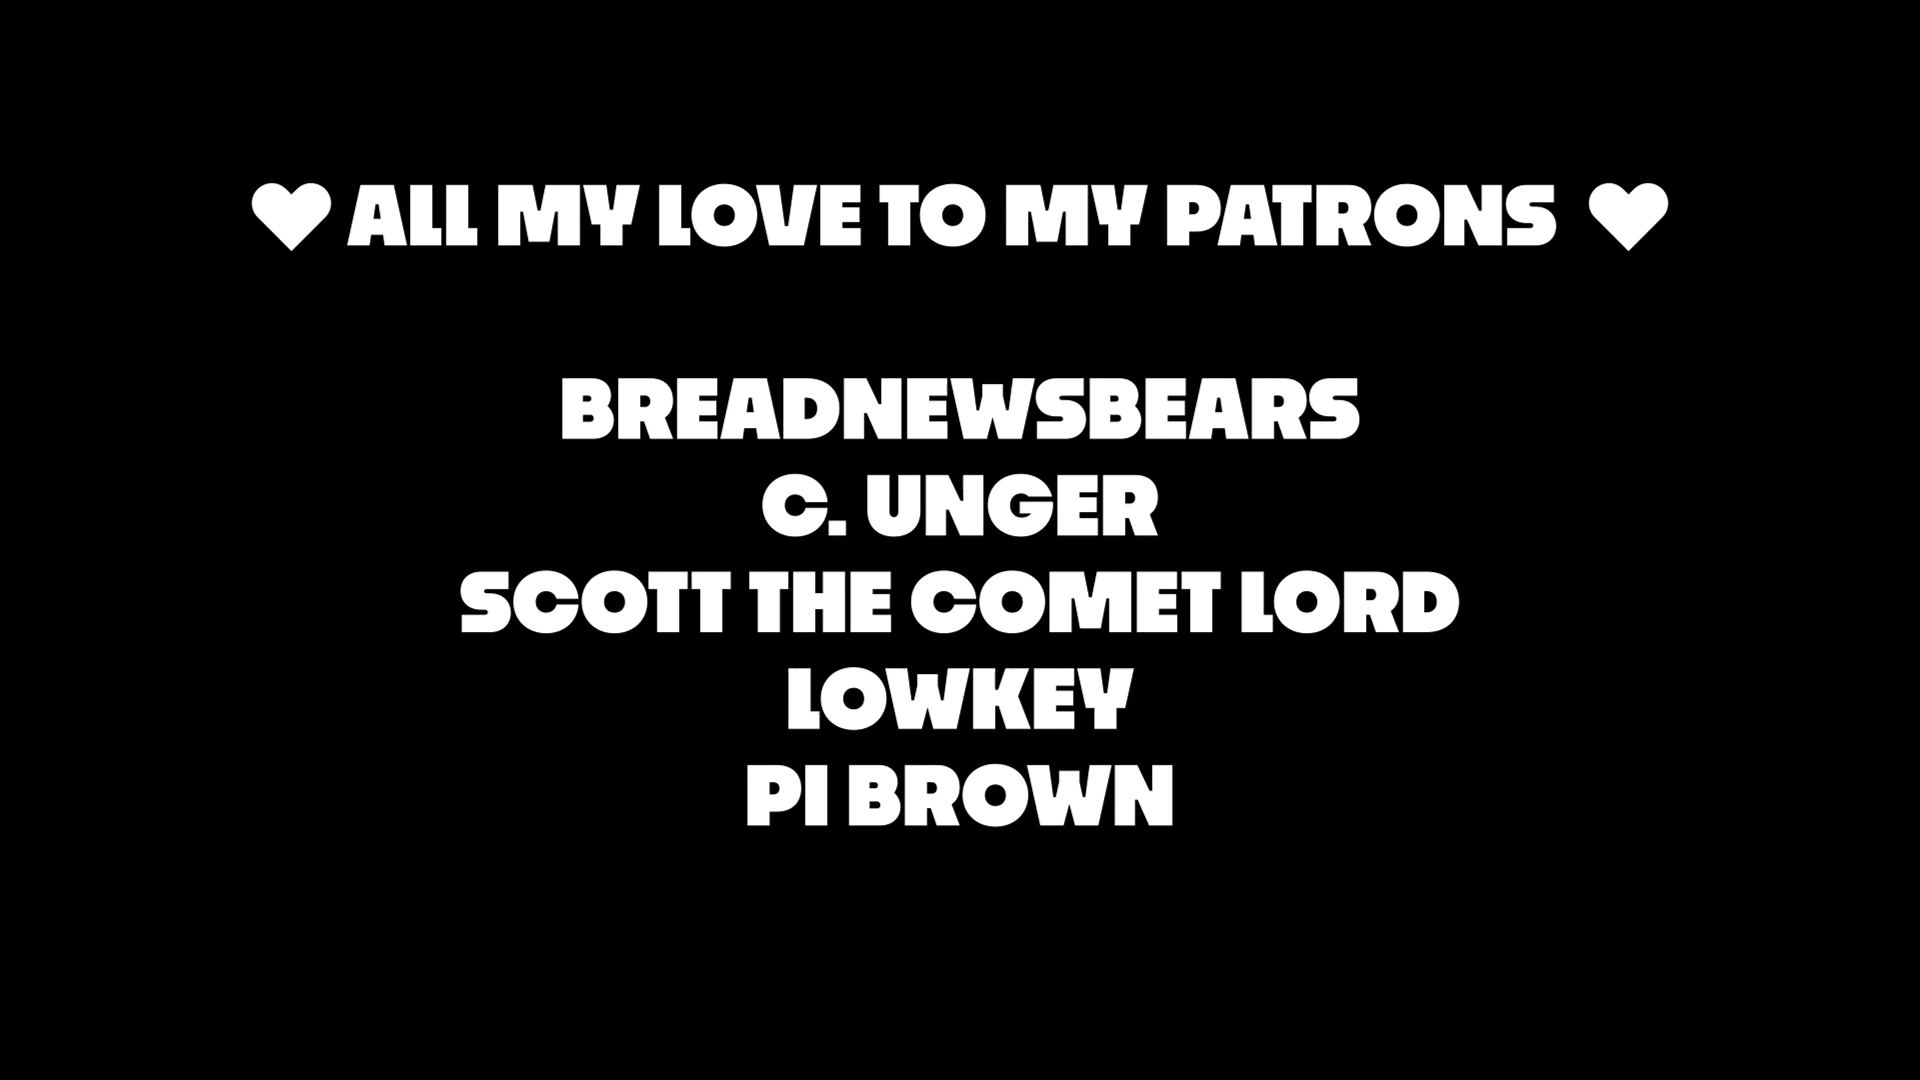 ♥ ALL MY LOVE TO MY PATRONS ♥
BREADNEWSBEARS
C. UNGER
SCOTT THE COMET LORD
LOWKEY
PI BROWN